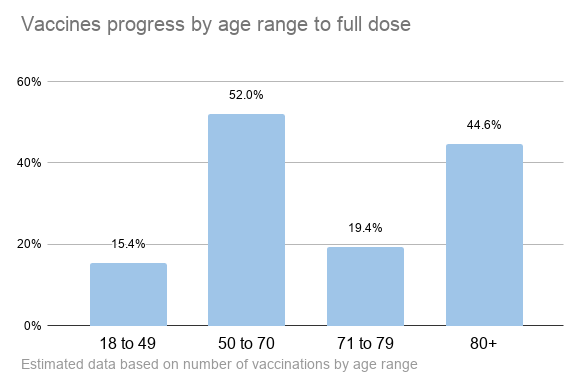 Vaccines progress by age range to full dose
60%
52.0%
44.6%
40%
19.4%
20%
15.4%
0%
18 to 49 50 to 70 71 to 79 80+
Estimated data based on number of vaccinations by age range